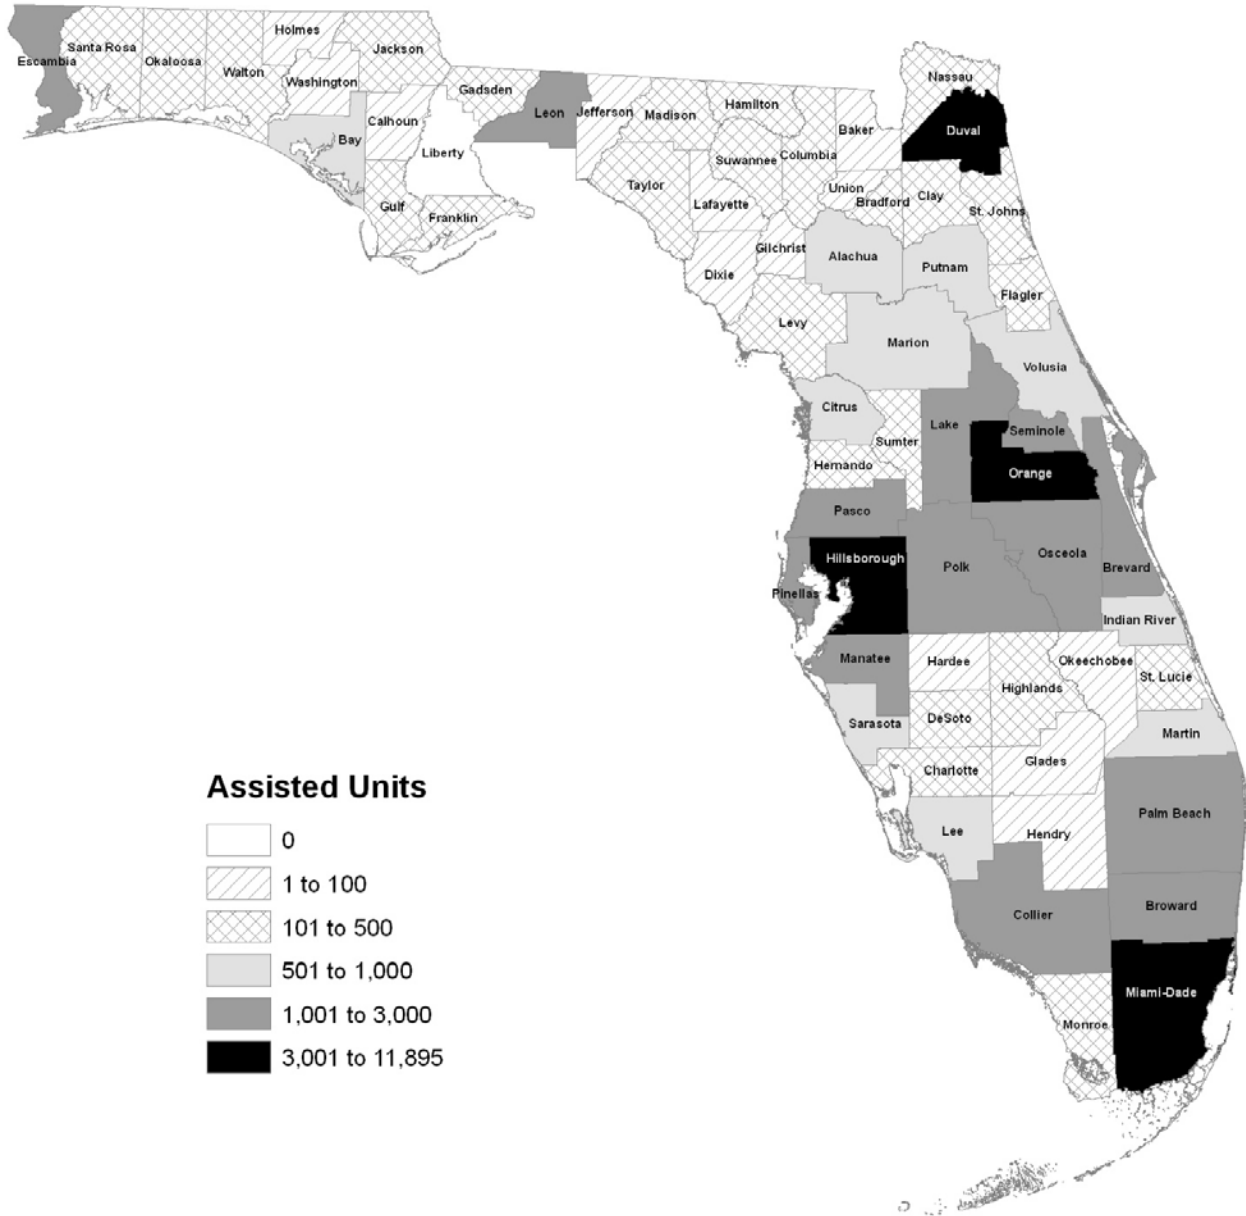 Holmes
Santa Rosa
Jackson
Escambia
Okaloosa
Walton
Washington
Nassau
Gadsden
Hamilton
Leon
Jefferson
Madison
Calhoun
Baker
Duval
Bay
Liberty
Suwannee
Columbia
Taylor
Union
Clay
Bradford
Lafayette
Gulf
Franklin
St. Johns
Gilchrist
Alachua
Putnam
Dixie
Flagler
Levy
Marion
Volusia
Citrus
Lake
Seminole
Sumter
Hernando
Orange
Pasco
Hillsborough
Osceola
Polk
Brevard
Pinellas
Indian River
Manatee
Hardee
Okeechobee
St. Lucie
Highlands
DeSoto
Sarasota
Martin
Glades
Charlotte
Palm Beach
Lee
Hendry
Broward
Collier
Miami-Dade
Monroe
Assisted Units
0
1 to 100
101 to 500
501 to 1,000
1,001 to 3,000
3,001 to 11,895